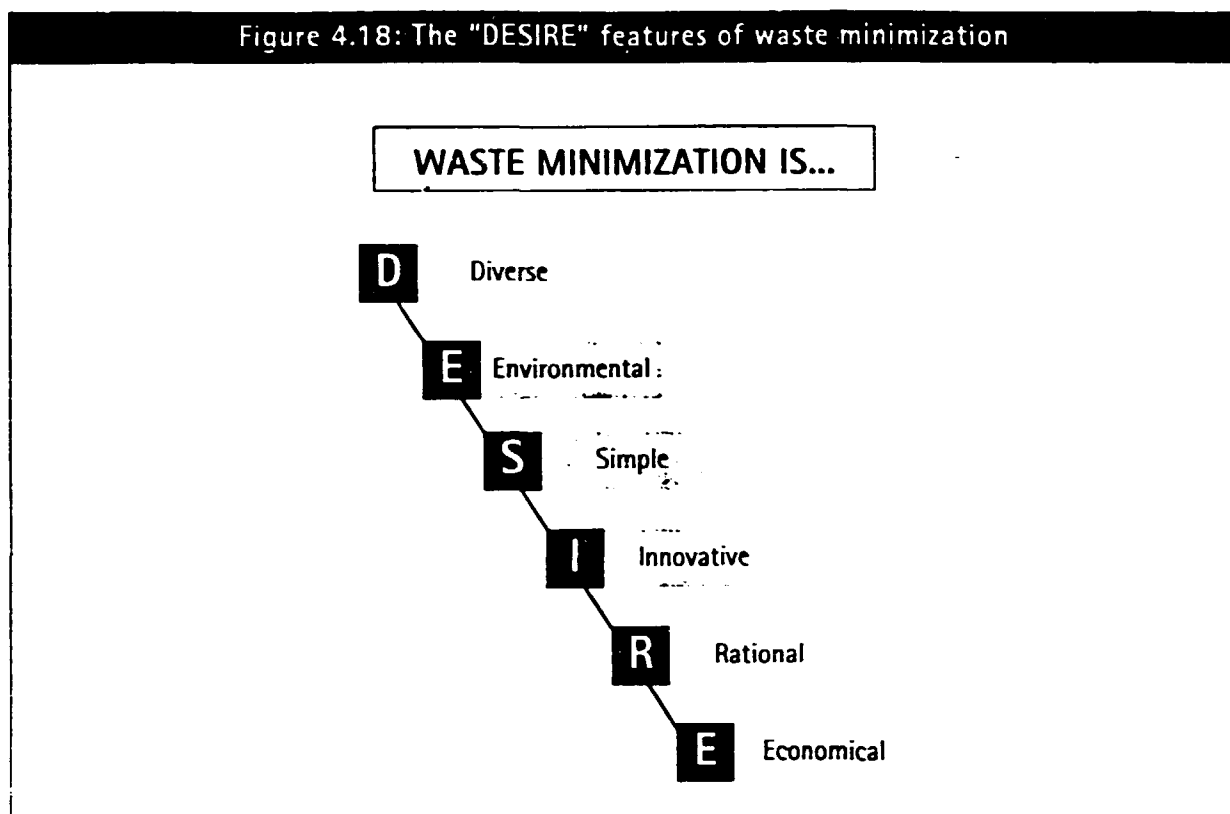 Figure 4.18: The "DESIRE" features of waste minimization
WASTE MINIMIZATION IS...
D Diverse
E Environmental
S Simple
I Innovative
R Rational
E Economical